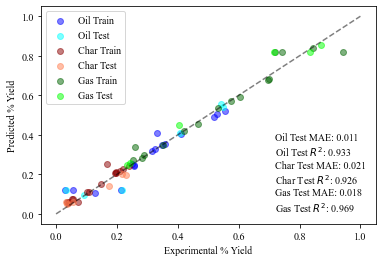 1.0
0.8
0.6
0.4
0.2
0.0
Predicted % Yield
Oil Train
Oil Test
Char Train
Char Test
Gas Train
Gas Test
Oil Test MAE: 0.011
Oil Test R²: 0.933
Char Test MAE: 0.021
Char Test R²: 0.926
Gas Test MAE: 0.018
Gas Test R²: 0.969
0.0 0.2 0.4 0.6 0.8 1.0
Experimental % Yield